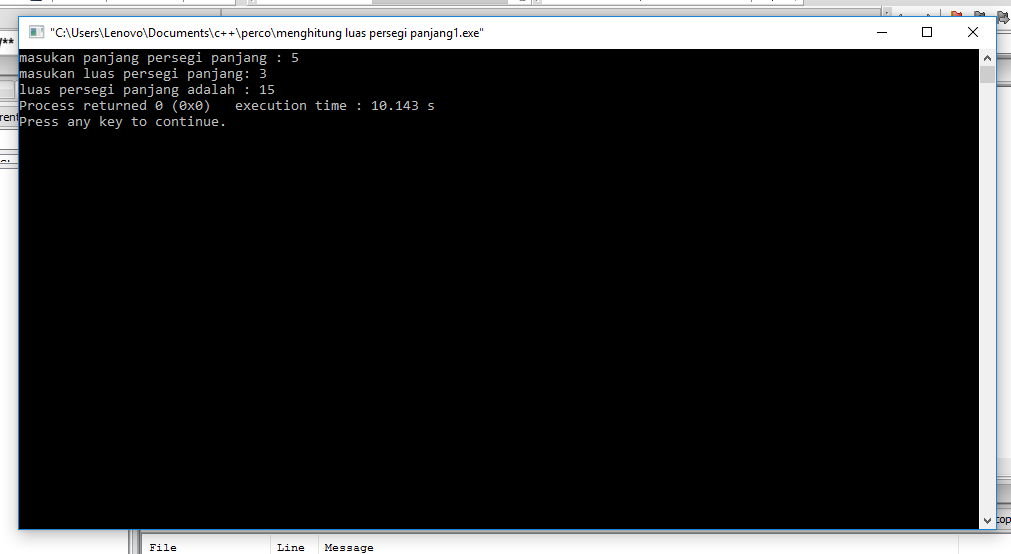 "C:\Users\Lenovo\Documents\c++\perco\menghitung luas persegi panjang1.exe"
/**
masukan panjang persegi panjang : 5
masukan luas persegi panjang: 3
luas persegi panjang adalah : 15
Process returned 0 (0x0)   execution time : 10.143 s
Press any key to continue.
File Line Message